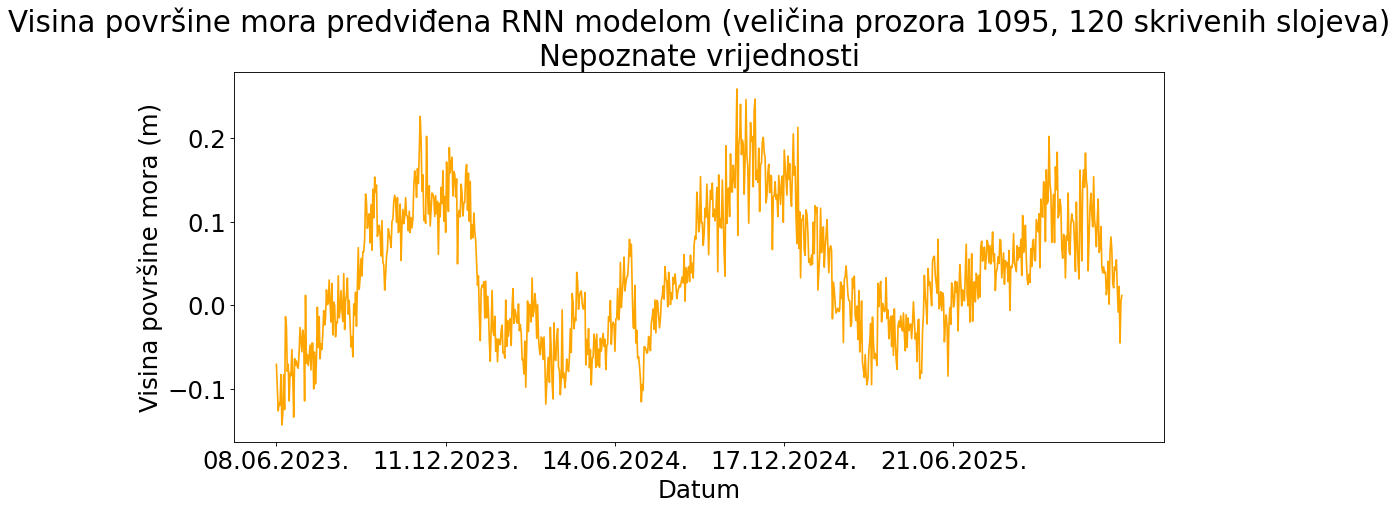 Visina površine mora predviđena RNN modelom (veličina prozora 1095, 120 skrivenih slojeva)
Nepoznate vrijednosti
Visina površine mora (m)
0.2
0.1
0.0
−0.1
08.06.2023. 11.12.2023. 14.06.2024. 17.12.2024. 21.06.2025.
Datum